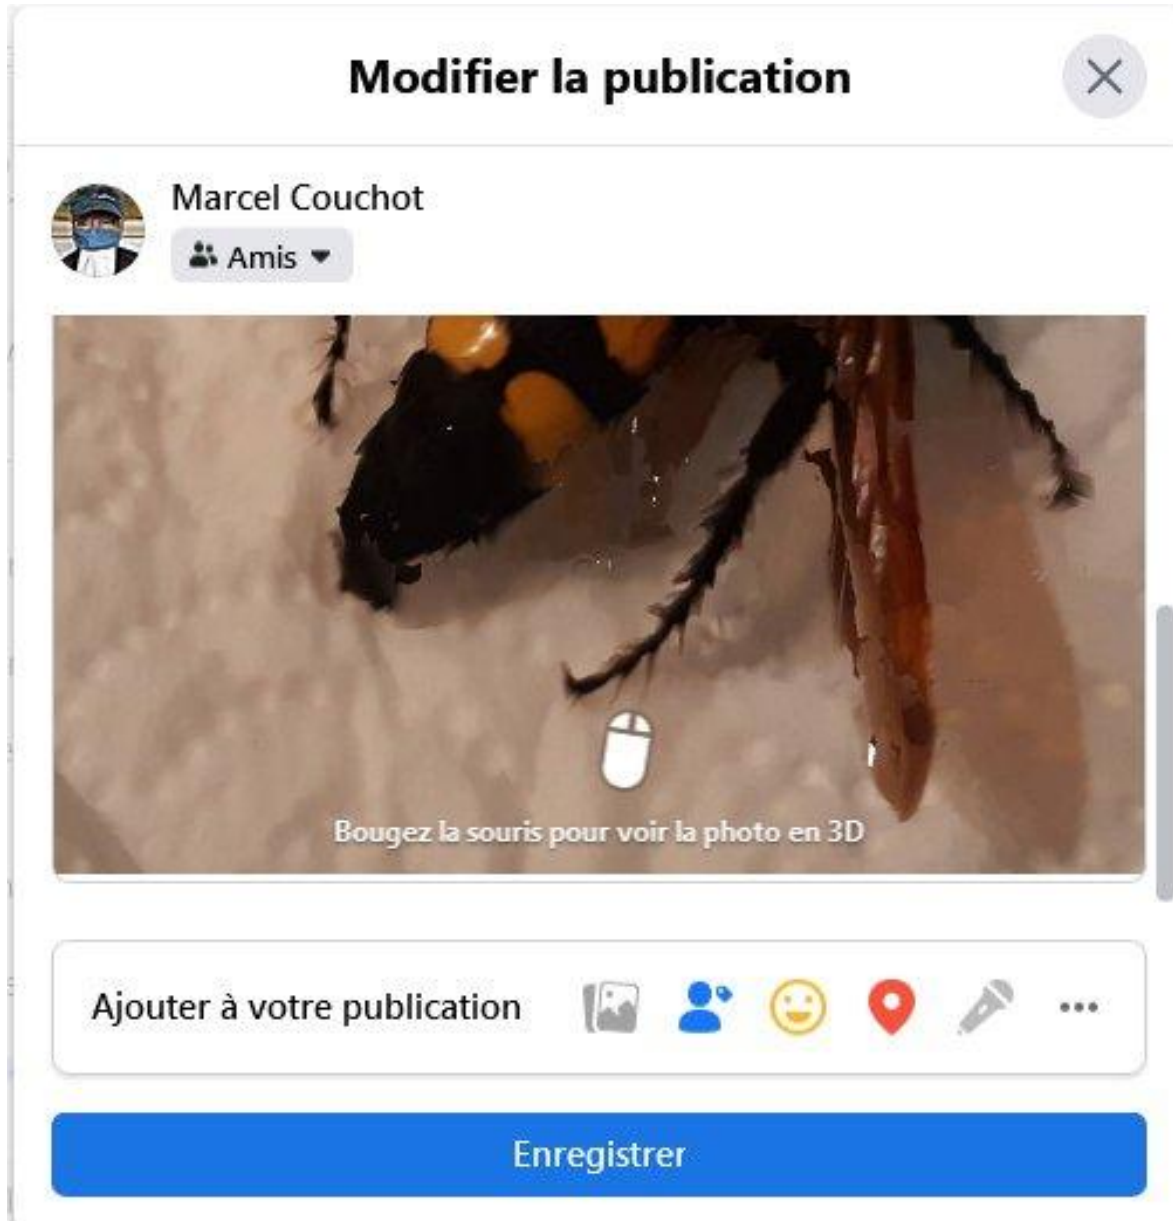 Modifier la publication
Marcel Couchot
Amis
Bougez la souris pour voir la photo en 3D
Ajouter à votre publication
Enregistrer